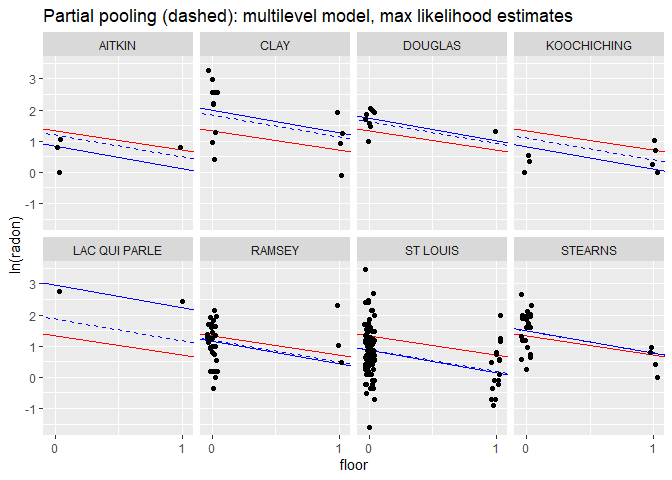 Partial pooling (dashed): multilevel model, max likelihood estimates
AITKIN
CLAY
DOUGLAS
KOOCHICHING
3
2
1
0
-1
LAC QUI PARLE
RAMSEY
ST LOUIS
STEARNS
3
2
1
0
-1
0 1 0 1 0 1 0 1
ln(radon)
floor